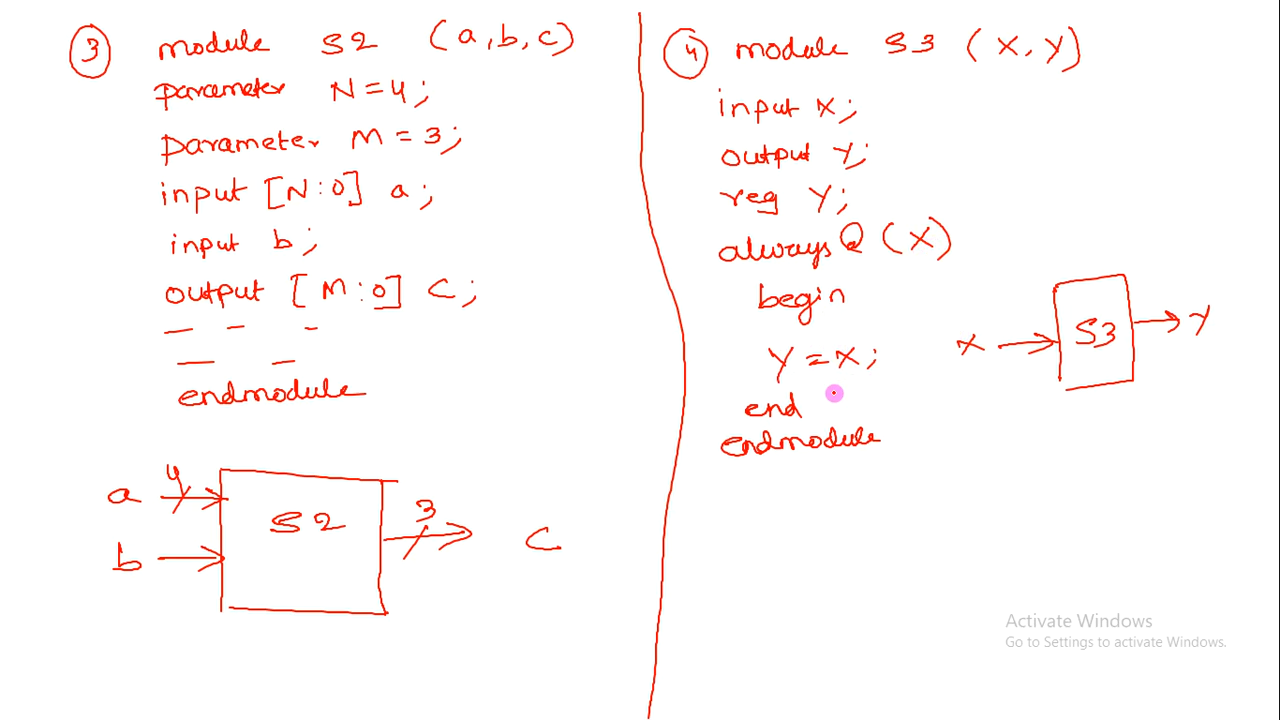 3 module S2 (a, b, c)
parameter N = 4;
parameter M = 3;
input [N:0] a;
input b;
output [M:0] c;
endmodule
a 4
b
S2
3
C
4 module S3 (X, Y)
input X;
output Y;
reg Y;
always @ (X)
begin
Y = X;
end
endmodule
X S3 Y
Activate Windows
Go to Settings to activate Windows.